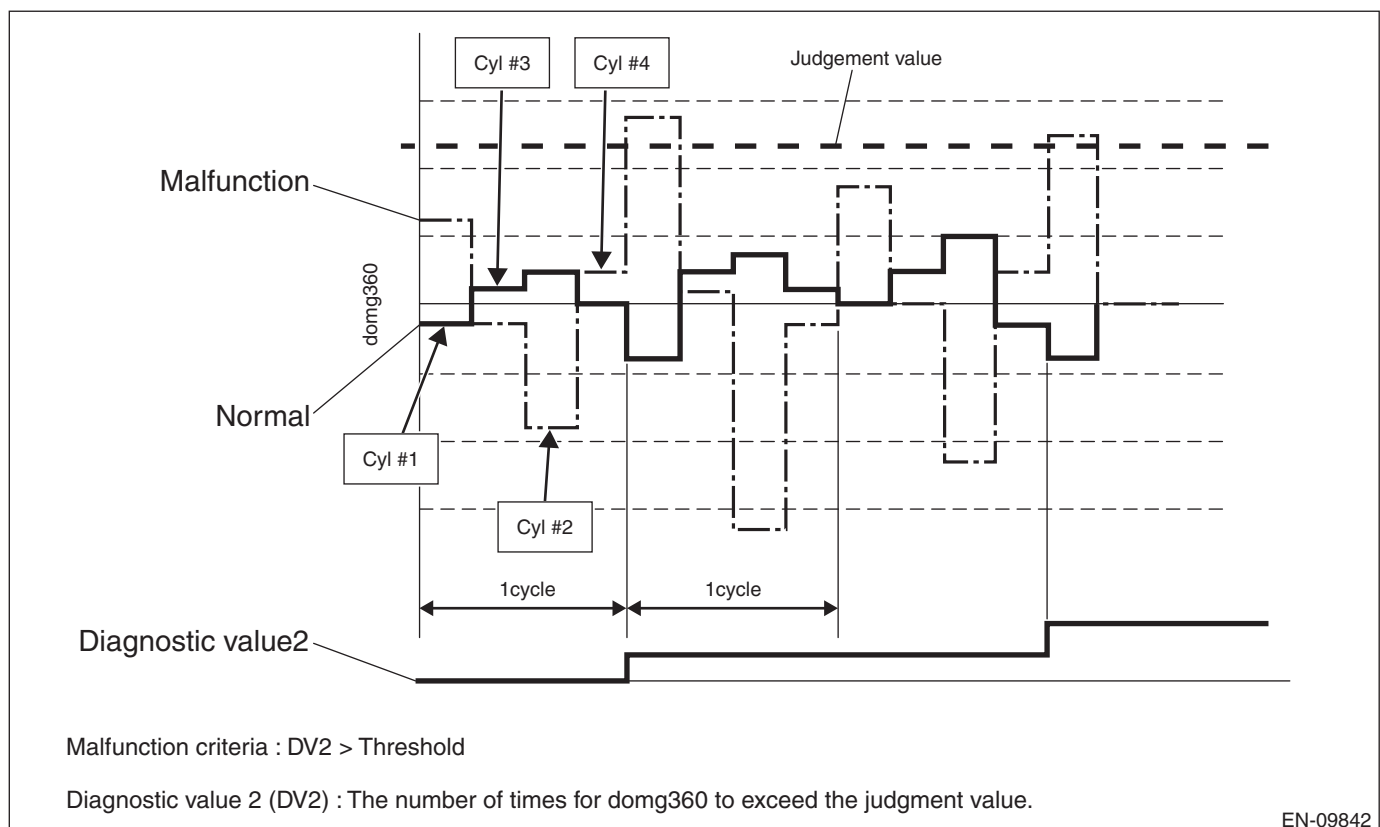 Cyl #3
Cyl #4
Judgement value
Malfunction
domg360
Normal
Cyl #1
Cyl #2
1cycle
1cycle
Diagnostic value2
Malfunction criteria : DV2 > Threshold
Diagnostic value 2 (DV2) : The number of times for domg360 to exceed the judgment value.
EN-09842